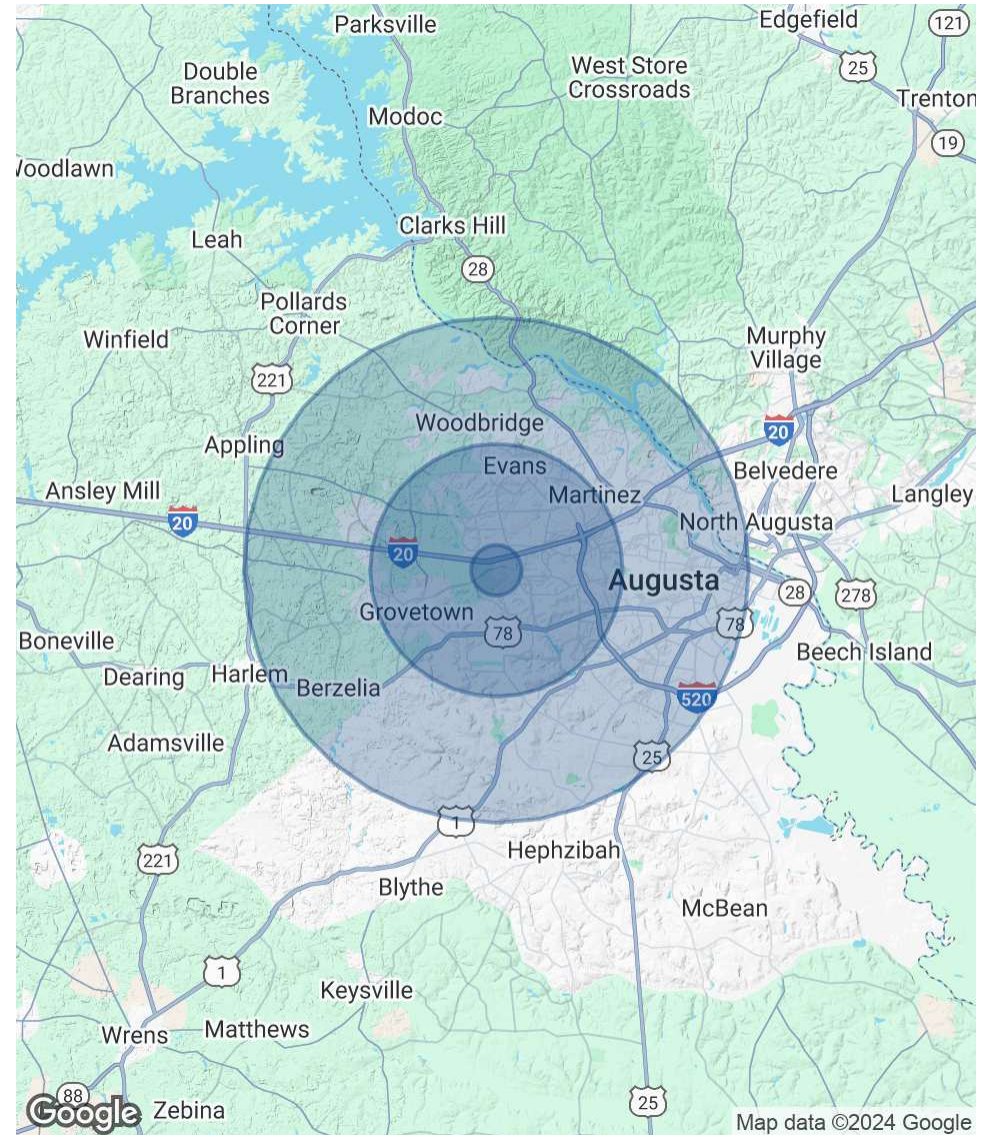 Parksville
Edgefield
121
Double
Branches
West Store
Crossroads
25
Trenton
Modoc
19
Woodlawn
Clarks Hill
Leah
28
Pollards
Corner
Winfield
Murphy
Village
221
Woodbridge
20
Appling
Evans
Belvedere
Ansley Mill
Martinez
Langley
20
North Augusta
20
Augusta
28
278
Grovetown
78
78
Boneville
Beech Island
Dearing
Harlem
Berzelia
520
Adamsville
25
1
221
Hephzibah
Blythe
McBean
1
Keysville
Wrens
Matthews
88
Google
Zebina
25
Map data ©2024 Google